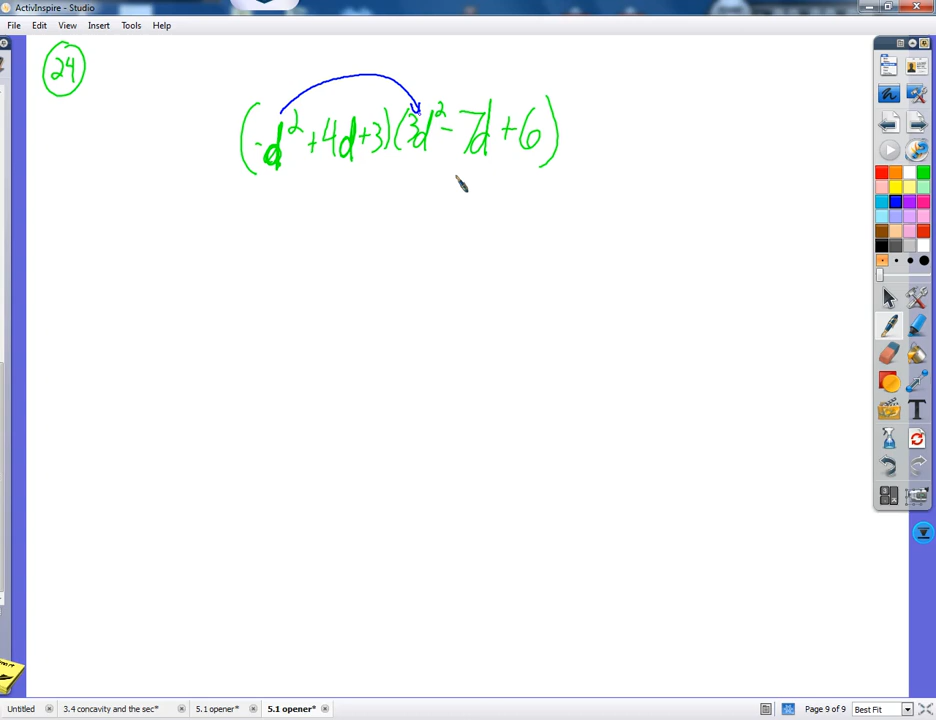 ActivInspire - Studio
File Edit View Insert Tools Help
24
(-d² + 4d + 3)(3d² - 7d + 6)
Untitled 3.4 concavity and the sec* 5.1 opener* 5.1 opener* Page 9 of 9 Best Fit